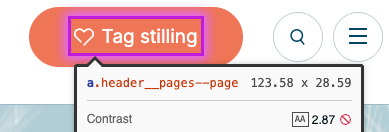 Tag stilling
a.header__pages--page 123.58 x 28.59
Contrast AA 2.87